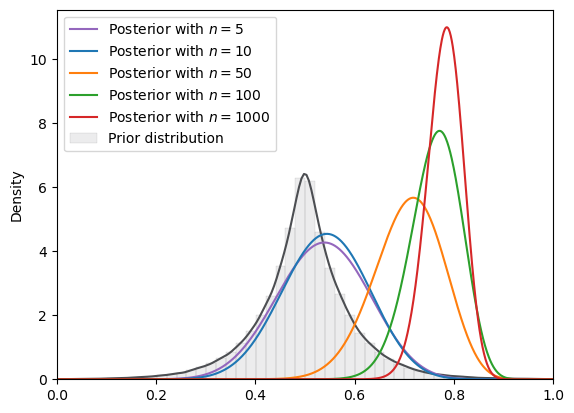 Posterior with n = 5
Posterior with n = 10
Posterior with n = 50
Posterior with n = 100
Posterior with n = 1000
Prior distribution
Density
10
8
6
4
2
0
0.0 0.2 0.4 0.6 0.8 1.0